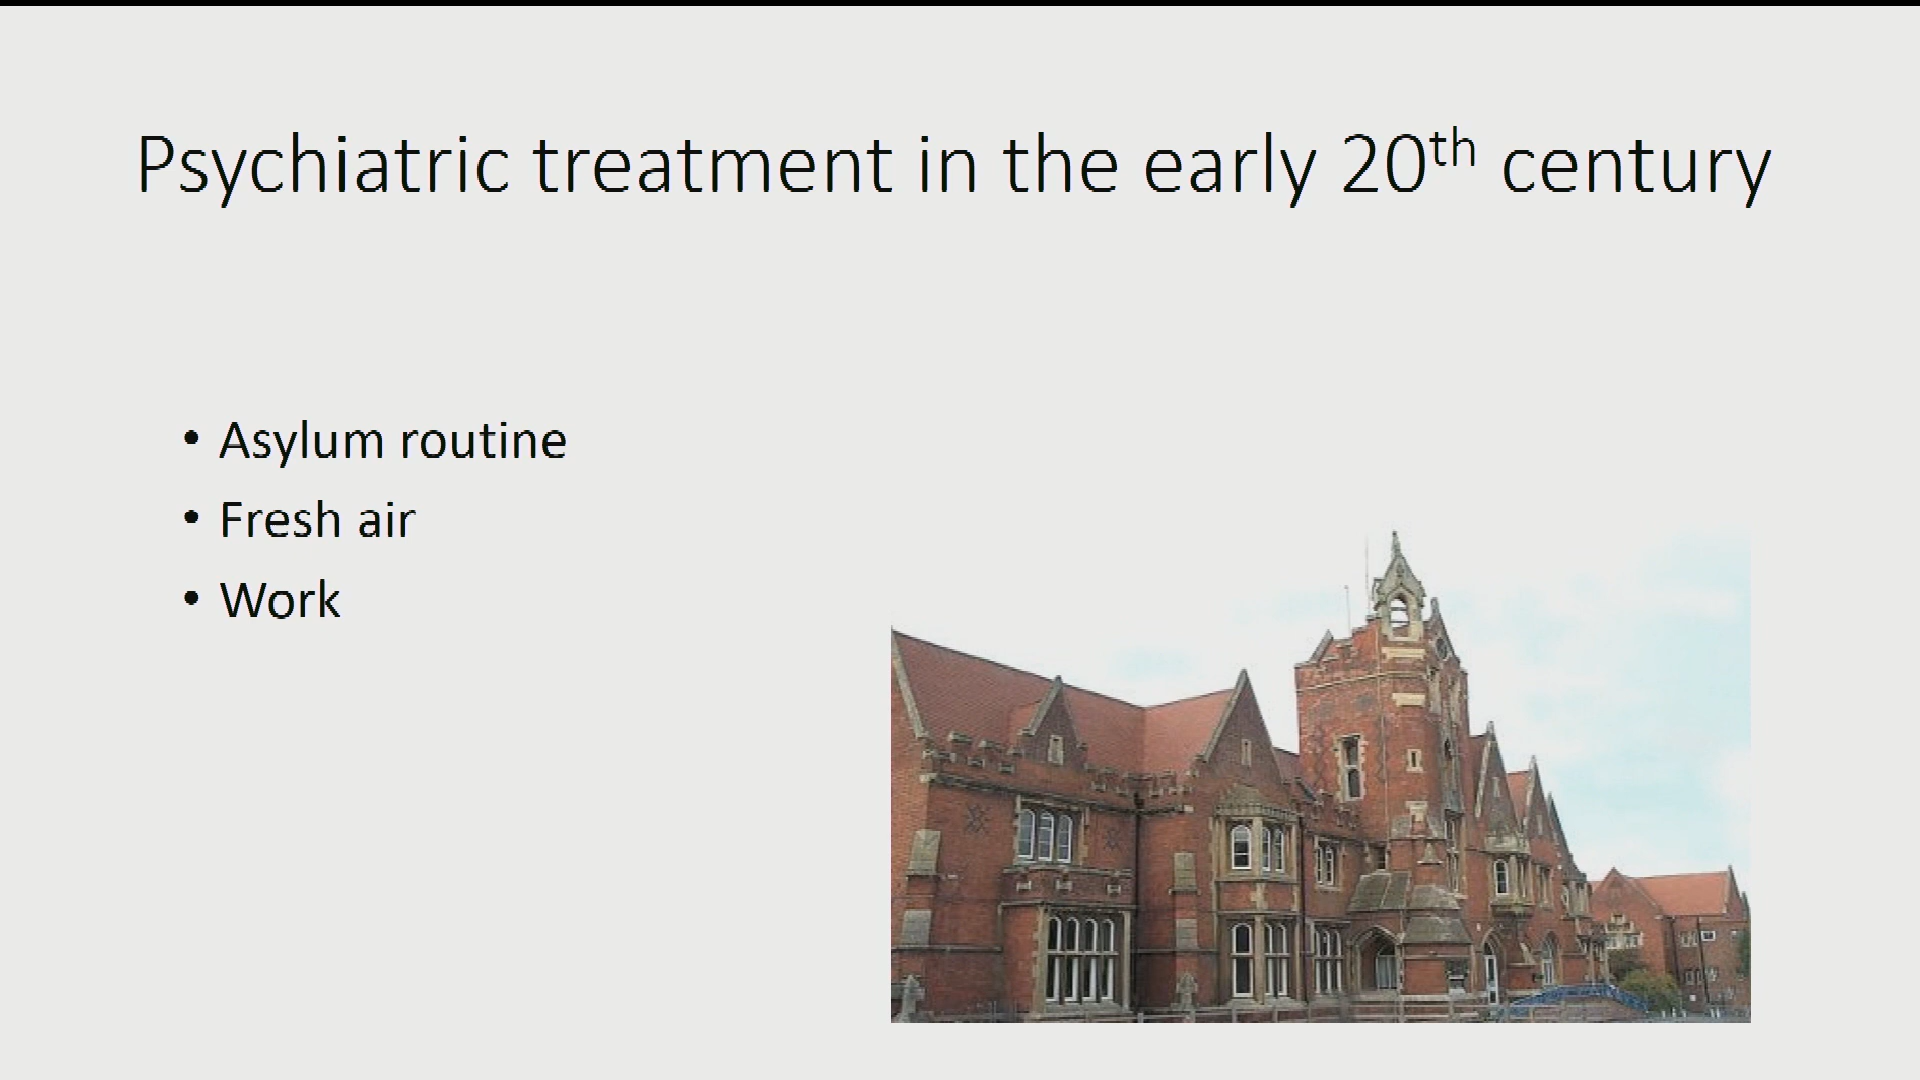 Psychiatric treatment in the early 20th century
• Asylum routine
• Fresh air
• Work